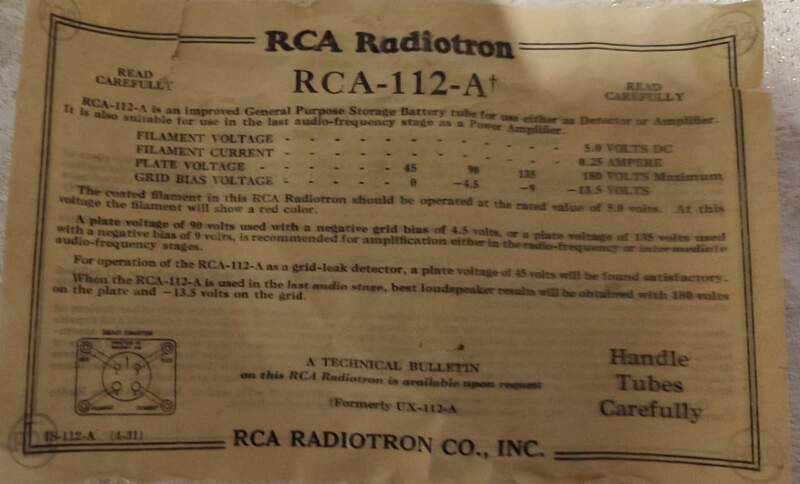 RCA Radiotron
READ
CAREFULLY
RCA-112-A†
READ
CAREFULLY
RCA-112-A is an improved General Purpose Storage Battery tube for use either as Detector or Amplifier.
It is also suitable for use in the last audio-frequency stage as a Power Amplifier.
FILAMENT VOLTAGE - - - - - - - - - - - 5.0 VOLTS DC
FILAMENT CURRENT - - - - - - - - - - - 0.25 AMPERE
PLATE VOLTAGE - - - - - 45 90 135 180 VOLTS Maximum
GRID BIAS VOLTAGE - - - - - 0 -4.5 -9 -13.5 VOLTS
The coated filament in this RCA Radiotron should be operated at the rated value of 5.0 volts. At this
voltage the filament will show a red color.
A plate voltage of 90 volts used with a negative grid bias of 4.5 volts, or a plate voltage of 135 volts used
with a negative bias of 9 volts, is recommended for amplification either in the radio-frequency or intermediate
audio-frequency stages.
For operation of the RCA-112-A as a grid-leak detector, a plate voltage of 45 volts will be found satisfactory.
When the RCA-112-A is used in the last audio stage, best loudspeaker results will be obtained with 180 volts
on the plate and -13.5 volts on the grid.
GRID
PLATE
FILAMENT
FILAMENT
A TECHNICAL BULLETIN
on this RCA Radiotron is available upon request
†Formerly UX-112-A
Handle
Tubes
Carefully
IS-112-A (4-31)
RCA RADIOTRON CO., INC.